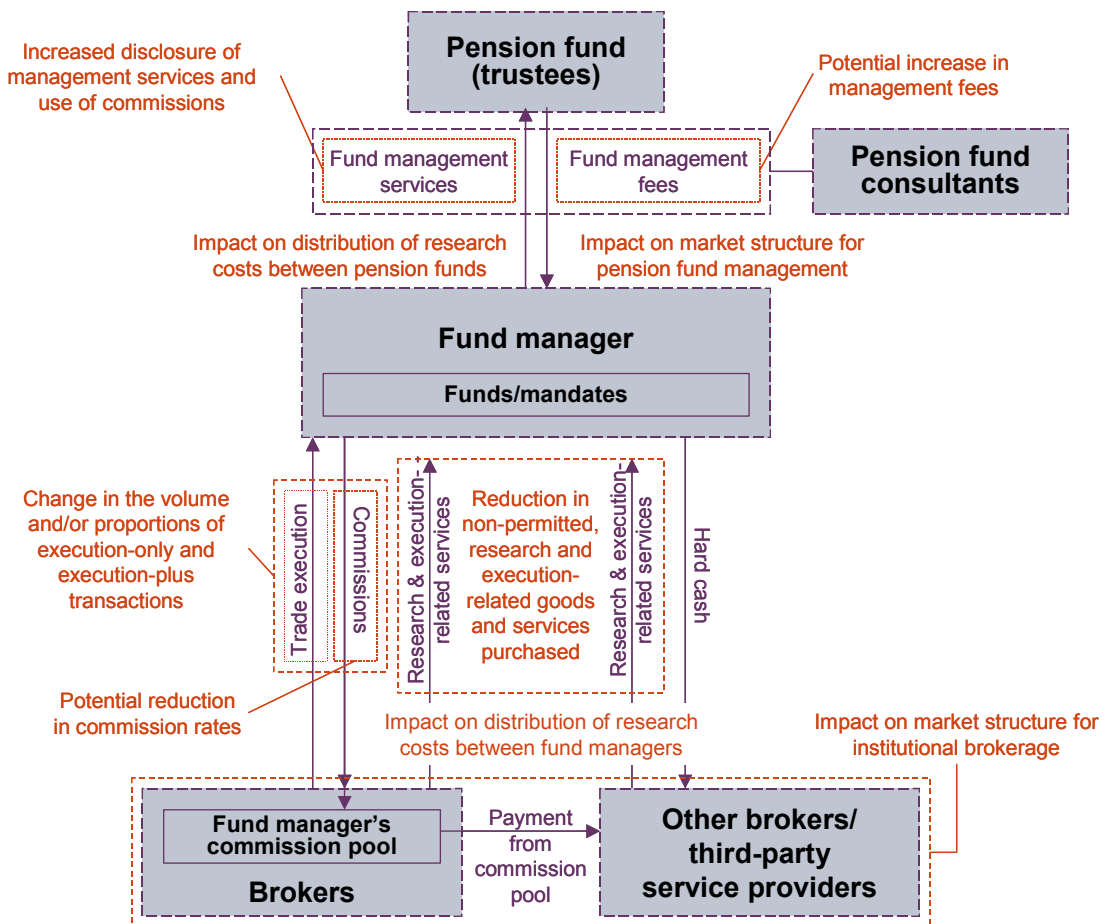 Increased disclosure of
management services and
use of commissions
Pension fund
(trustees)
Potential increase in
management fees
Fund management
services
Fund management
fees
Pension fund
consultants
Impact on distribution of research
costs between pension funds
Impact on market structure for
pension fund management
Fund manager
Funds/mandates
Change in the volume
and/or proportions of
execution-only and
execution-plus
transactions
Trade execution
Commissions
Research & execution-
related services
Reduction in
non-permitted,
research and
execution-
related goods
and services
purchased
Research & execution-
related services
Hard cash
Potential reduction
in commission rates
Impact on distribution of research
costs between fund managers
Impact on market structure for
institutional brokerage
Fund manager's
commission pool
Brokers
Payment
from
commission
pool
Other brokers/
third-party
service providers